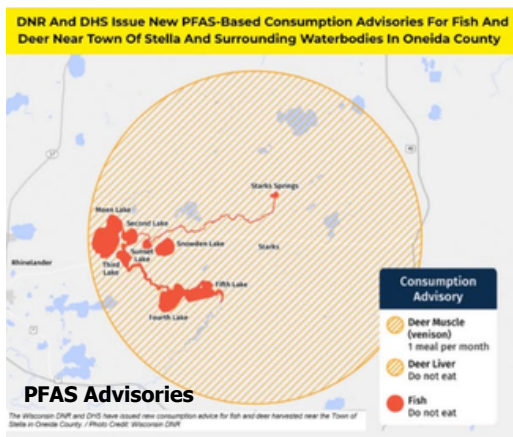 DNR And DHS Issue New PFAS-Based Consumption Advisories For Fish And
Deer Near Town Of Stella And Surrounding Waterbodies In Oneida County
Starks Springs
Moen Lake
Second Lake
Sunset
Lake
Snowden Lake
Starks
Third
Lake
Rhinelander
Fifth Lake
Fourth Lake
Consumption
Advisory
Deer Muscle
(venison)
1 meal per month
Deer Liver
Do not eat
Fish
Do not eat
PFAS Advisories
The Wisconsin DNR and DHS have issued new consumption advice for fish and deer harvested near the Town of
Stella in Oneida County. / Photo Credit: Wisconsin DNR